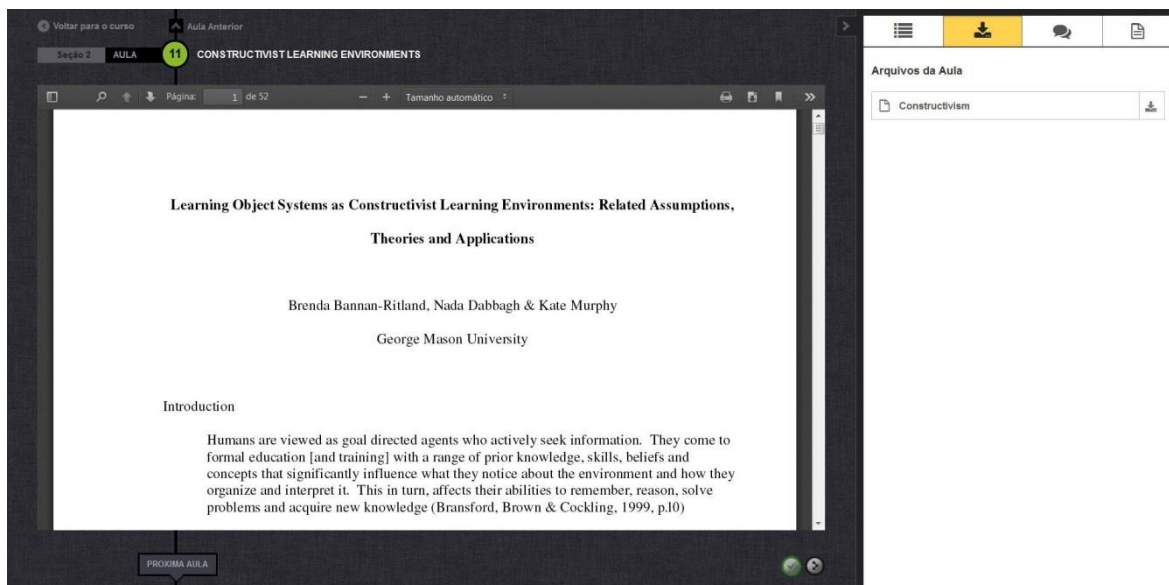 Voltar para o curso
Aula Anterior
Seção 2 AULA 11 CONSTRUCTIVIST LEARNING ENVIRONMENTS
Página: 1 de 52 Tamanho automático
Learning Object Systems as Constructivist Learning Environments: Related Assumptions,
Theories and Applications
Brenda Bannan-Ritland, Nada Dabbagh & Kate Murphy
George Mason University
Introduction
Humans are viewed as goal directed agents who actively seek information. They come to
formal education [and training] with a range of prior knowledge, skills, beliefs and
concepts that significantly influence what they notice about the environment and how they
organize and interpret it. This in turn, affects their abilities to remember, reason, solve
problems and acquire new knowledge (Bransford, Brown & Cockling, 1999, p.l0)
PROXIMA AULA
Arquivos da Aula
Constructivism